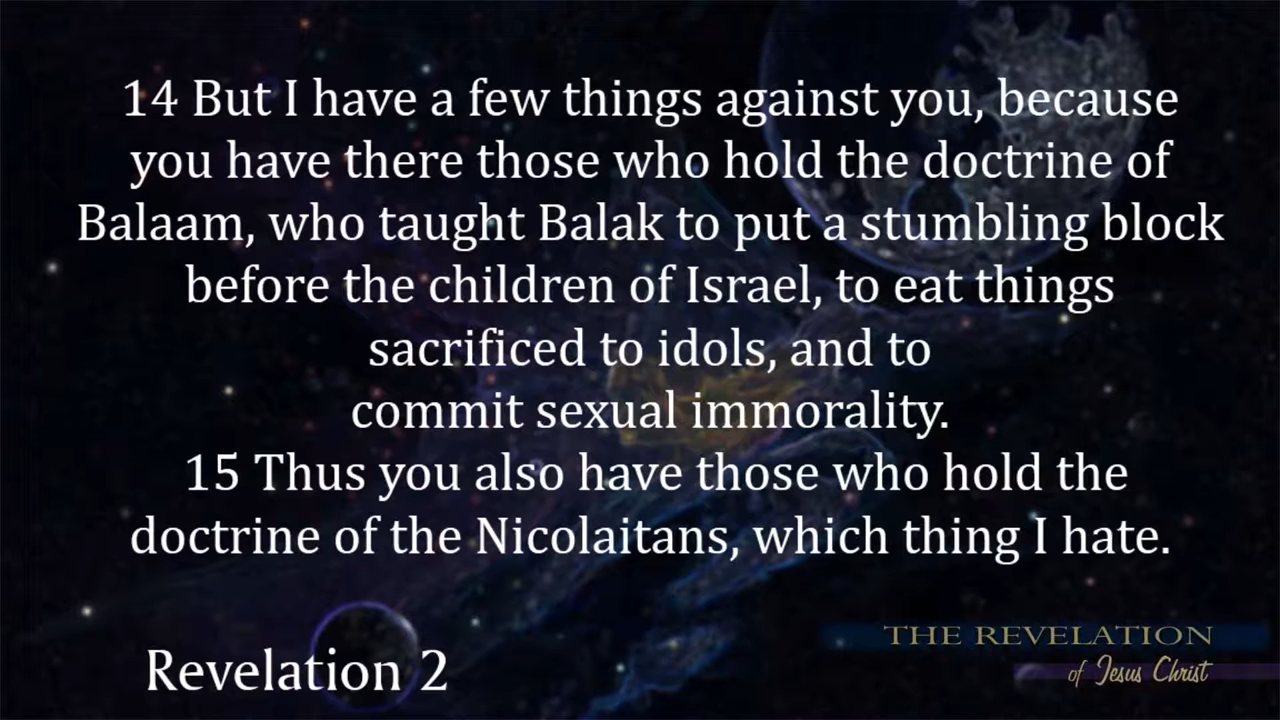 14 But I have a few things against you, because
you have there those who hold the doctrine of
Balaam, who taught Balak to put a stumbling block
before the children of Israel, to eat things
sacrificed to idols, and to
commit sexual immorality.
15 Thus you also have those who hold the
doctrine of the Nicolaitans, which thing I hate.
Revelation 2
THE REVELATION
of Jesus Christ